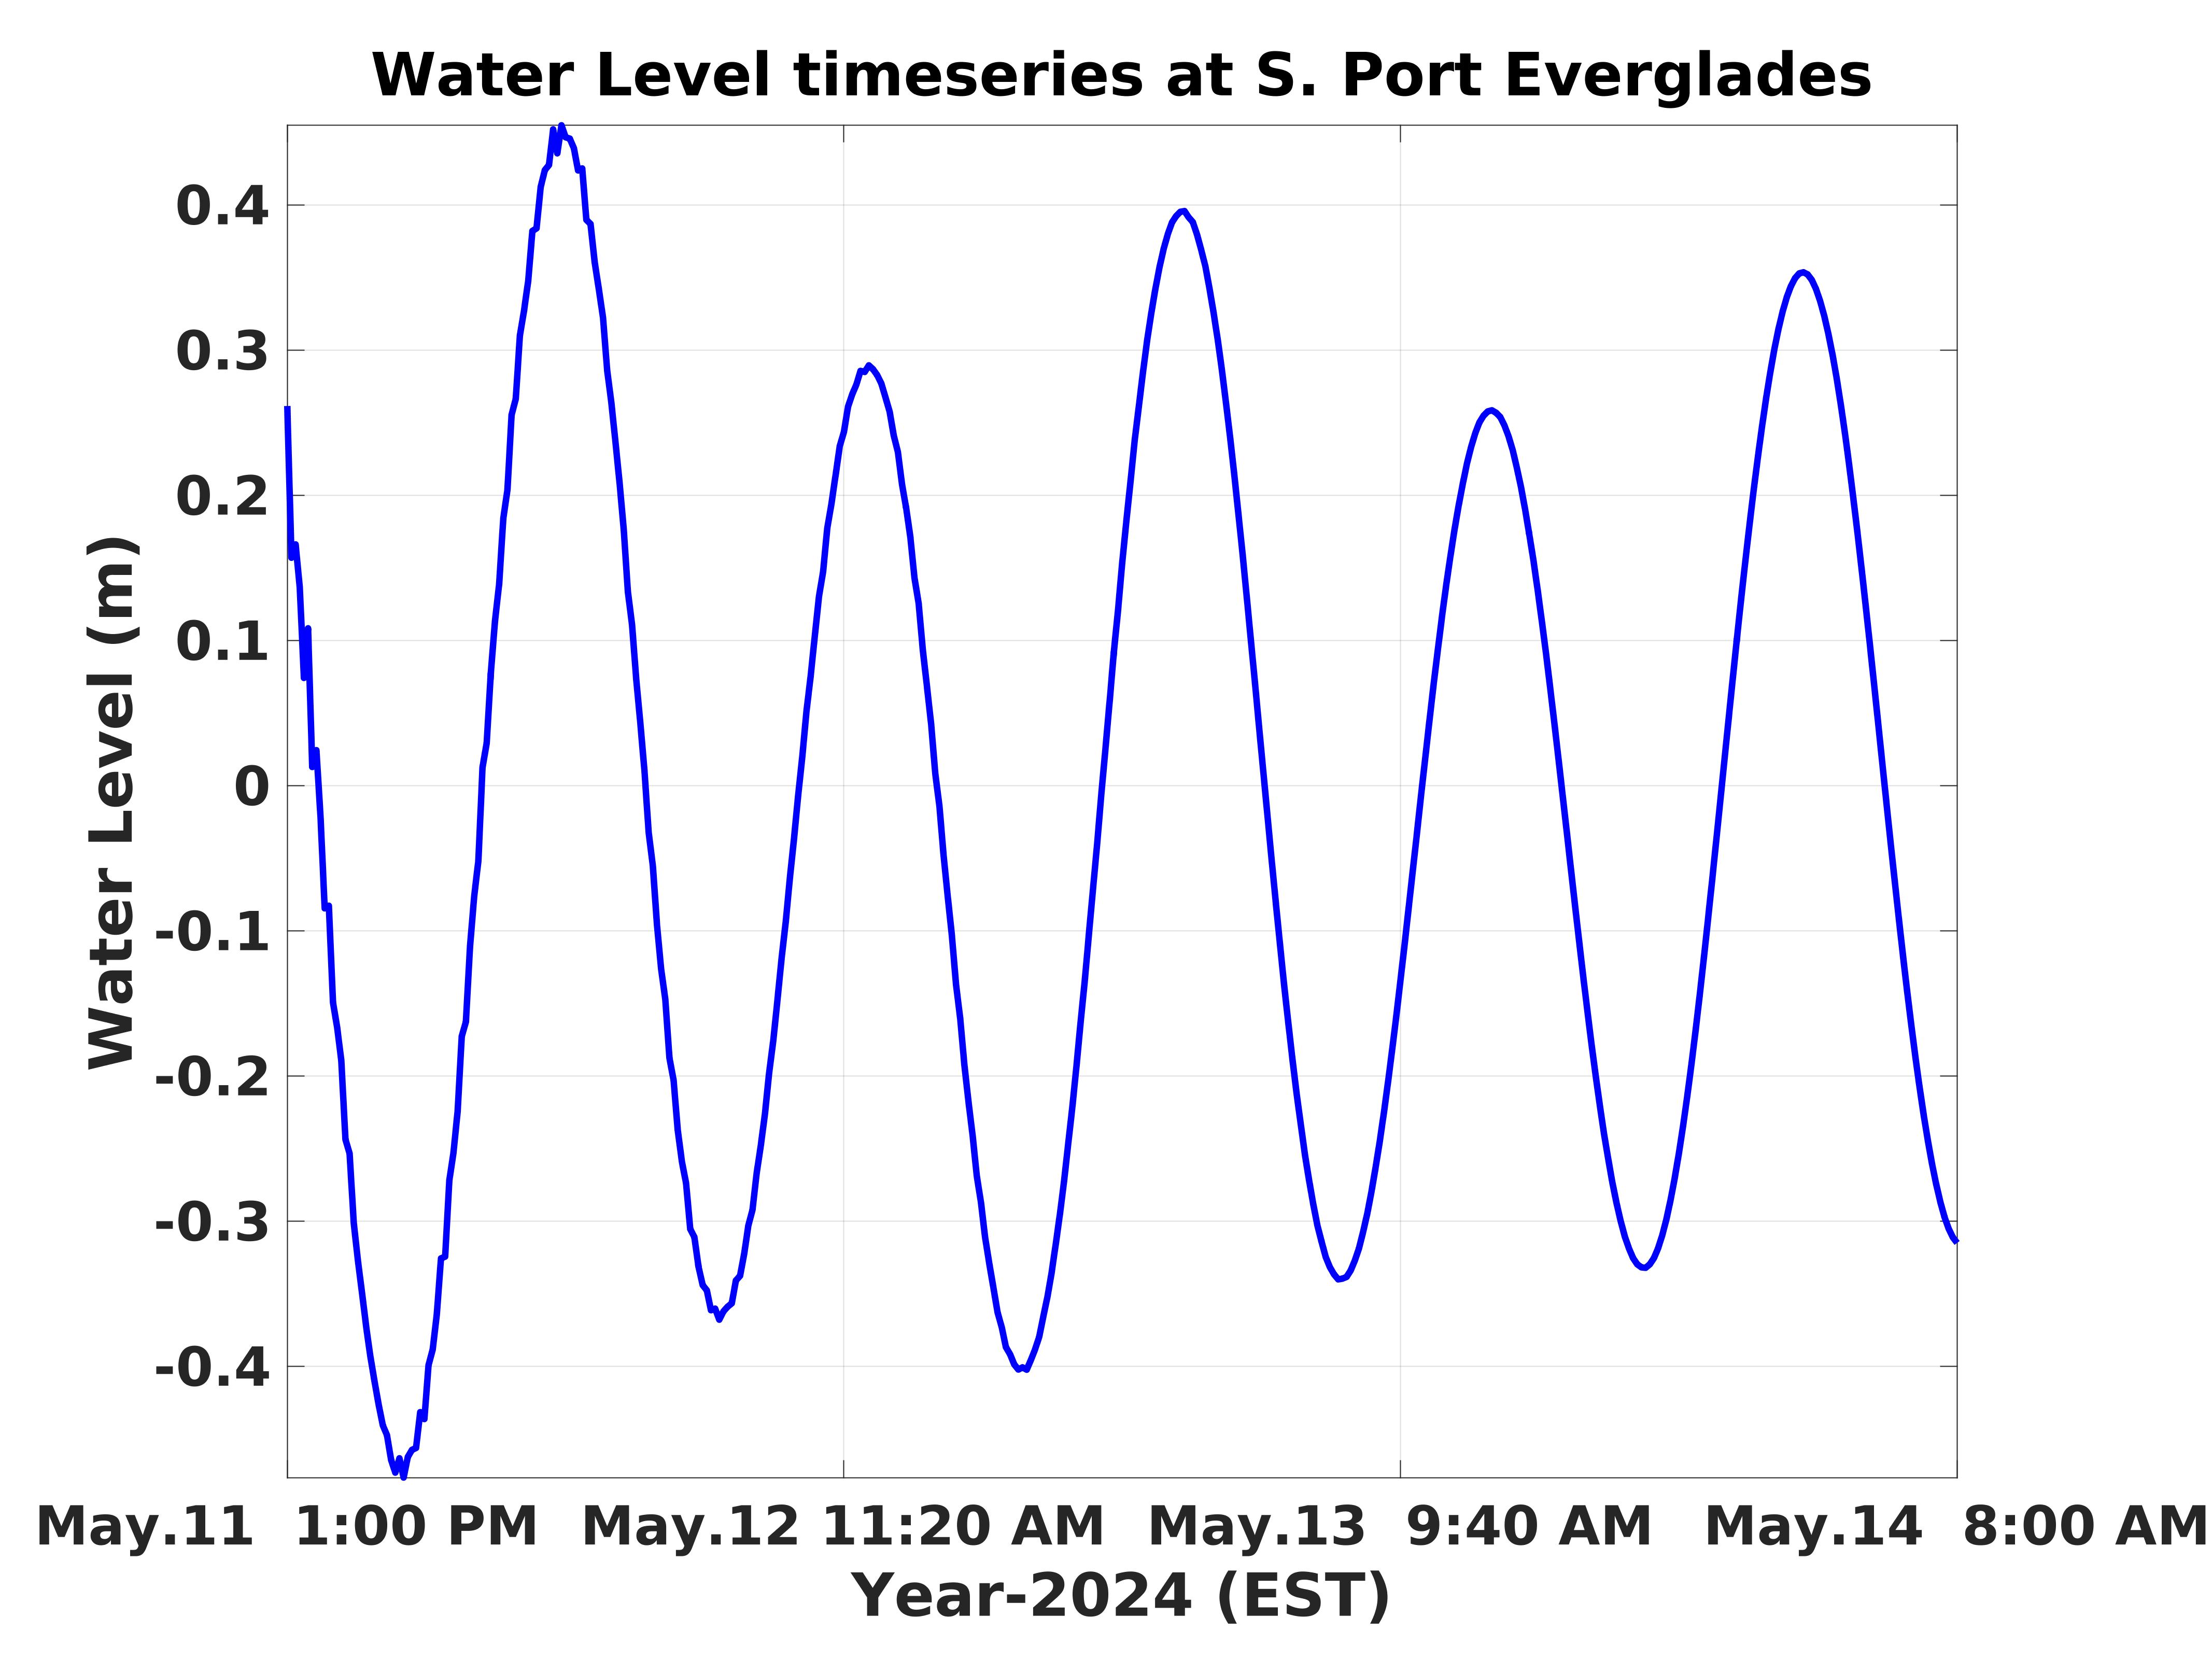 Water Level timeseries at S. Port Everglades
0.4
0.3
0.2
0.1
0
-0.1
-0.2
-0.3
-0.4
Water Level (m)
May.11 1:00 PM May.12 11:20 AM May.13 9:40 AM May.14 8:00 AM
Year-2024 (EST)